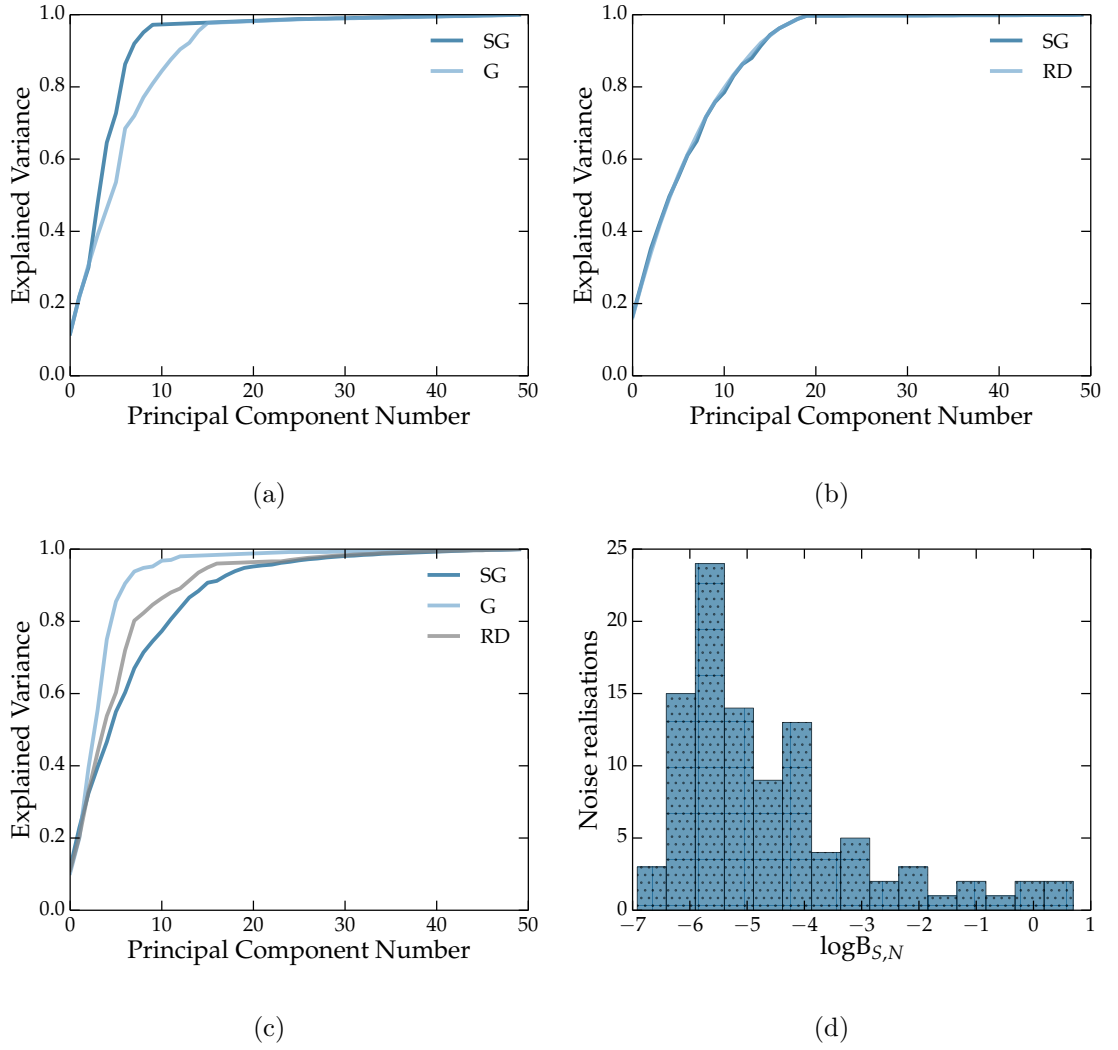 1.0
0.8
0.6
0.4
0.2
0.0
Explained Variance
SG
G
0 10 20 30 40 50
Principal Component Number
(a)
1.0
0.8
0.6
0.4
0.2
0.0
Explained Variance
SG
RD
0 10 20 30 40 50
Principal Component Number
(b)
1.0
0.8
0.6
0.4
0.2
0.0
Explained Variance
SG
G
RD
0 10 20 30 40 50
Principal Component Number
(c)
25
20
15
10
5
0
Noise realisations
−7 −6 −5 −4 −3 −2 −1 0 1
logB_{S,N}
(d)